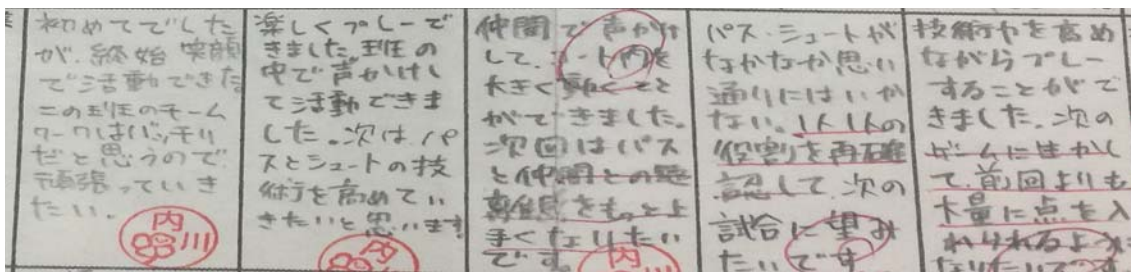 初めてでした
が、終始 笑顔
で活動できた
この班のチーム
ワークはバッチリ
だと思うので
頑張っていき
たい。
内
川
楽しくプレーで
きました。班の
中で声かけし
て活動できま
した。次は、パ
スとシュートの技
術を高めてい
きたいと思います
内
仲間で声かけ
して、コート内を
大きく動くこと
ができました。
次回はパス
と仲間との距
離感をもっと上
手くなりたい
です。
内
川
パス・シュートが
なかなか思い
通りにはいか
ない。1人1人の
役割を再確
認して、次の
試合に望み
たいです
技術力を高め
ながらプレー
することがで
きました。次の
ゲームに生かし
て、前回よりも
大量に点を入
れられるように
なりたいです